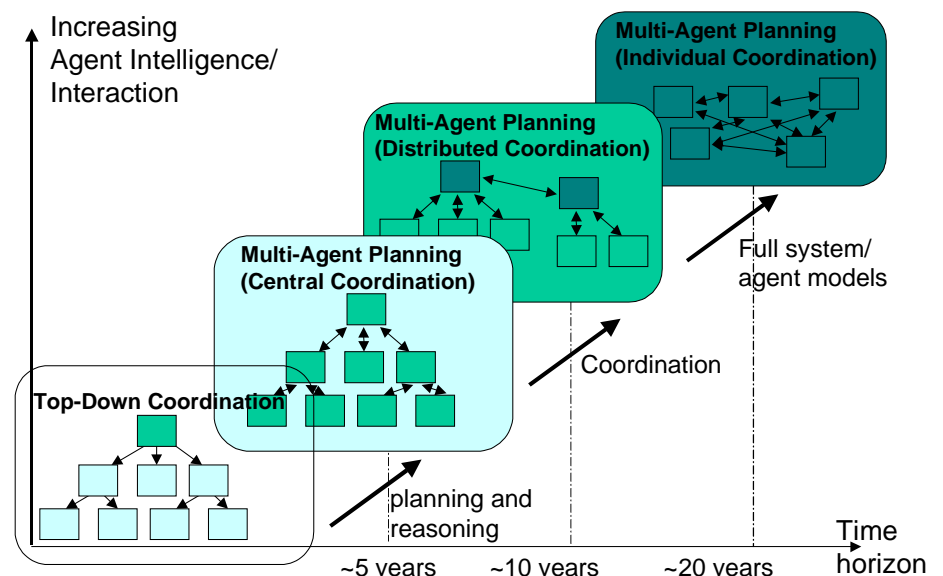 Increasing
Agent Intelligence/
Interaction
Multi-Agent Planning
(Individual Coordination)
Multi-Agent Planning
(Distributed Coordination)
Multi-Agent Planning
(Central Coordination)
Full system/
agent models
Coordination
Top-Down Coordination
planning and
reasoning
Time
horizon
~5 years
~10 years
~20 years